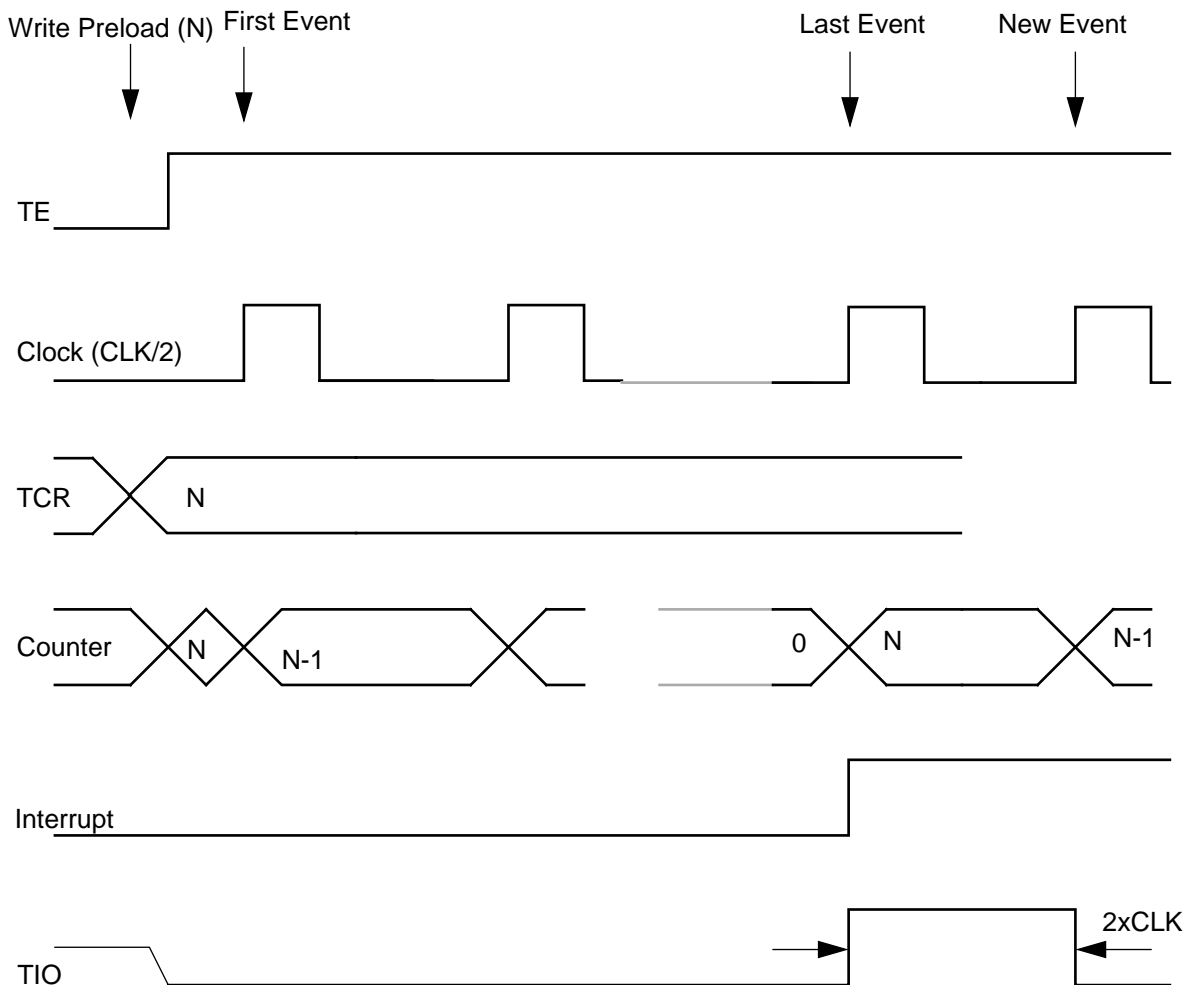 Write Preload (N) First Event Last Event New Event
TE
Clock (CLK/2)
TCR N
Counter N N-1 0 N N-1
Interrupt
2xCLK
TIO